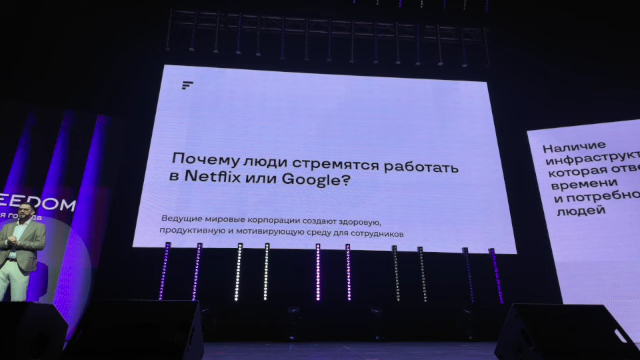 Почему люди стремятся работать
в Netflix или Google?
Ведущие мировые корпорации создают здоровую,
продуктивную и мотивирующую среду для сотрудников
Наличие
инфраструкт
которая отве
времени
и потребно
людей
EEDOM